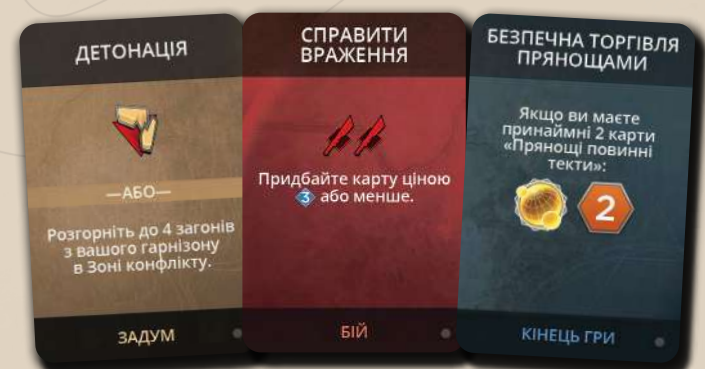 ДЕТОНАЦІЯ
—АБО—
Розгорніть до 4 загонів
з вашого гарнізону
в Зоні конфлікту.
ЗАДУМ
СПРАВИТИ
ВРАЖЕННЯ
Придбайте карту ціною
3 або менше.
БІЙ
БЕЗПЕЧНА ТОРГІВЛЯ
ПРЯНОЩАМИ
Якщо ви маєте
принаймні 2 карти
«Прянощі повинні
текти»:
2
КІНЕЦЬ ГРИ